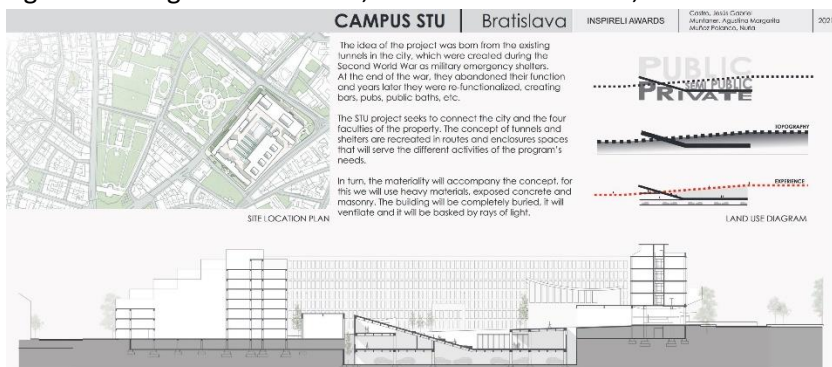 CAMPUS STU | Bratislava
INSPIRELI AWARDS
Castro, Jesús Gabriel
Muntaner, Agustina Margarita
Muñoz Polanco, Nuria
2021
The idea of the project was born from the existing
tunnels in the city, which were created during the
Second World War as military emergency shelters.
At the end of the war, they abandoned their function
and years later they were re-functionalized, creating
bars, pubs, public baths, etc.
The STU project seeks to connect the city and the four
faculties of the property. The concept of tunnels and
shelters are recreated in routes and enclosures spaces
that will serve the different activities of the program's
needs.
In turn, the materiality will accompany the concept, for
this we will use heavy materials, exposed concrete and
masonry. The building will be completely buried, it will
ventilate and it will be basked by rays of light.
SITE LOCATION PLAN
PUBLIC
SEMI PUBLIC
PRIVATE
TOPOGRAPHY
EXPERIENCE
LAND USE DIAGRAM